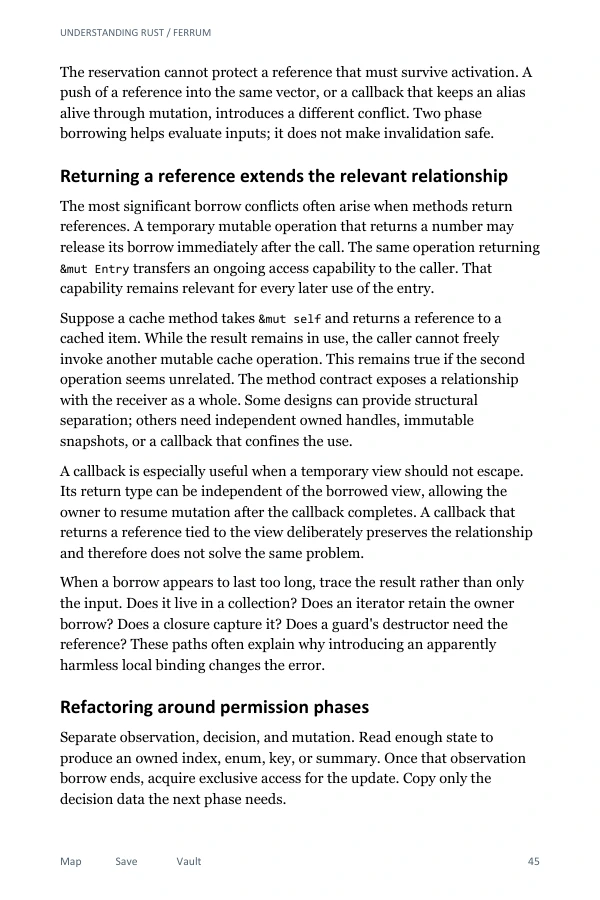 UNDERSTANDING RUST / FERRUM
The reservation cannot protect a reference that must survive activation. A
push of a reference into the same vector, or a callback that keeps an alias
alive through mutation, introduces a different conflict. Two phase
borrowing helps evaluate inputs; it does not make invalidation safe.
Returning a reference extends the relevant relationship
The most significant borrow conflicts often arise when methods return
references. A temporary mutable operation that returns a number may
release its borrow immediately after the call. The same operation returning
&mut Entry transfers an ongoing access capability to the caller. That
capability remains relevant for every later use of the entry.
Suppose a cache method takes &mut self and returns a reference to a
cached item. While the result remains in use, the caller cannot freely
invoke another mutable cache operation. This remains true if the second
operation seems unrelated. The method contract exposes a relationship
with the receiver as a whole. Some designs can provide structural
separation; others need independent owned handles, immutable
snapshots, or a callback that confines the use.
A callback is especially useful when a temporary view should not escape.
Its return type can be independent of the borrowed view, allowing the
owner to resume mutation after the callback completes. A callback that
returns a reference tied to the view deliberately preserves the relationship
and therefore does not solve the same problem.
When a borrow appears to last too long, trace the result rather than only
the input. Does it live in a collection? Does an iterator retain the owner
borrow? Does a closure capture it? Does a guard's destructor need the
reference? These paths often explain why introducing an apparently
harmless local binding changes the error.
Refactoring around permission phases
Separate observation, decision, and mutation. Read enough state to
produce an owned index, enum, key, or summary. Once that observation
borrow ends, acquire exclusive access for the update. Copy only the
decision data the next phase needs.
Map Save Vault 45